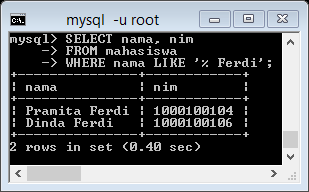 mysql -u root
mysql> SELECT nama, nim
    -> FROM mahasiswa
    -> WHERE nama LIKE '% Ferdi';
+---------------+------------+
| nama          | nim        |
+---------------+------------+
| Pramita Ferdi | 1000100104 |
| Dinda Ferdi   | 1000100106 |
+---------------+------------+
2 rows in set (0.40 sec)